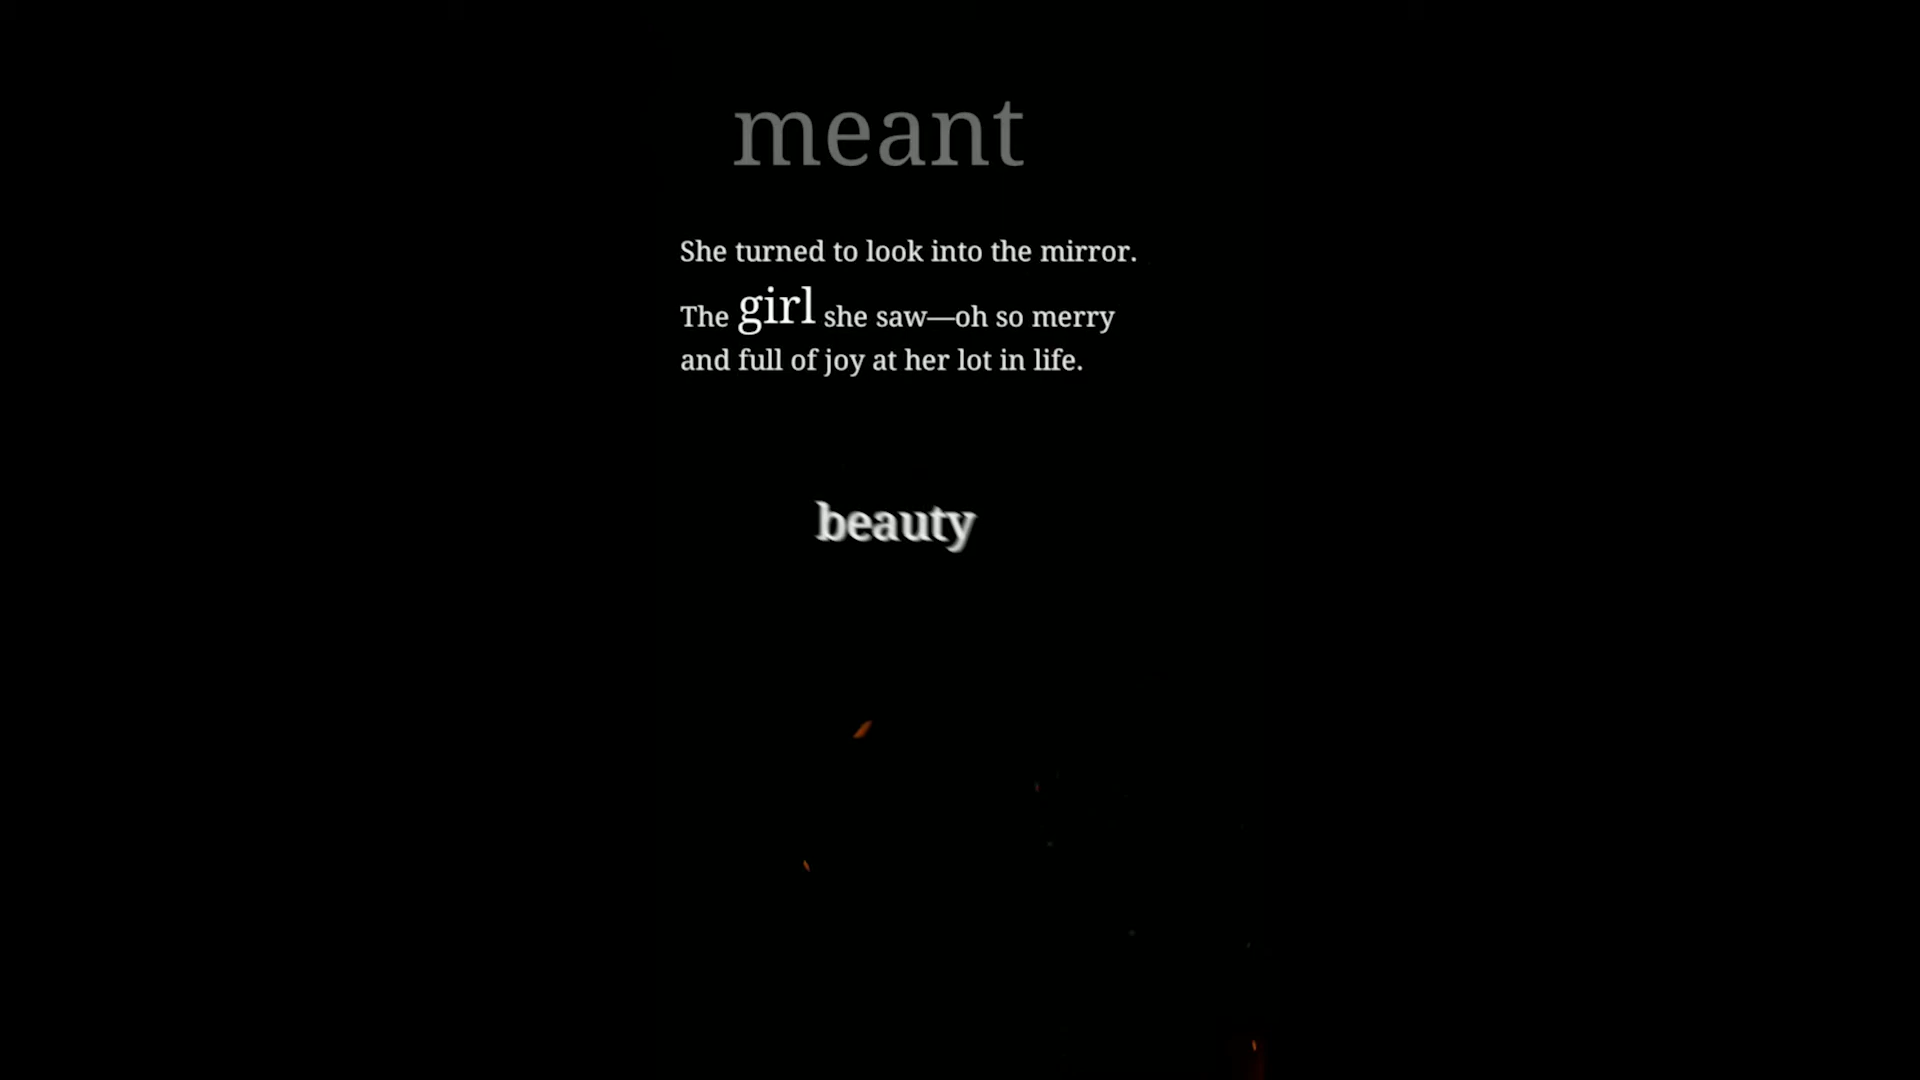 meant
She turned to look into the mirror.
The girl she saw—oh so merry
and full of joy at her lot in life.
beauty